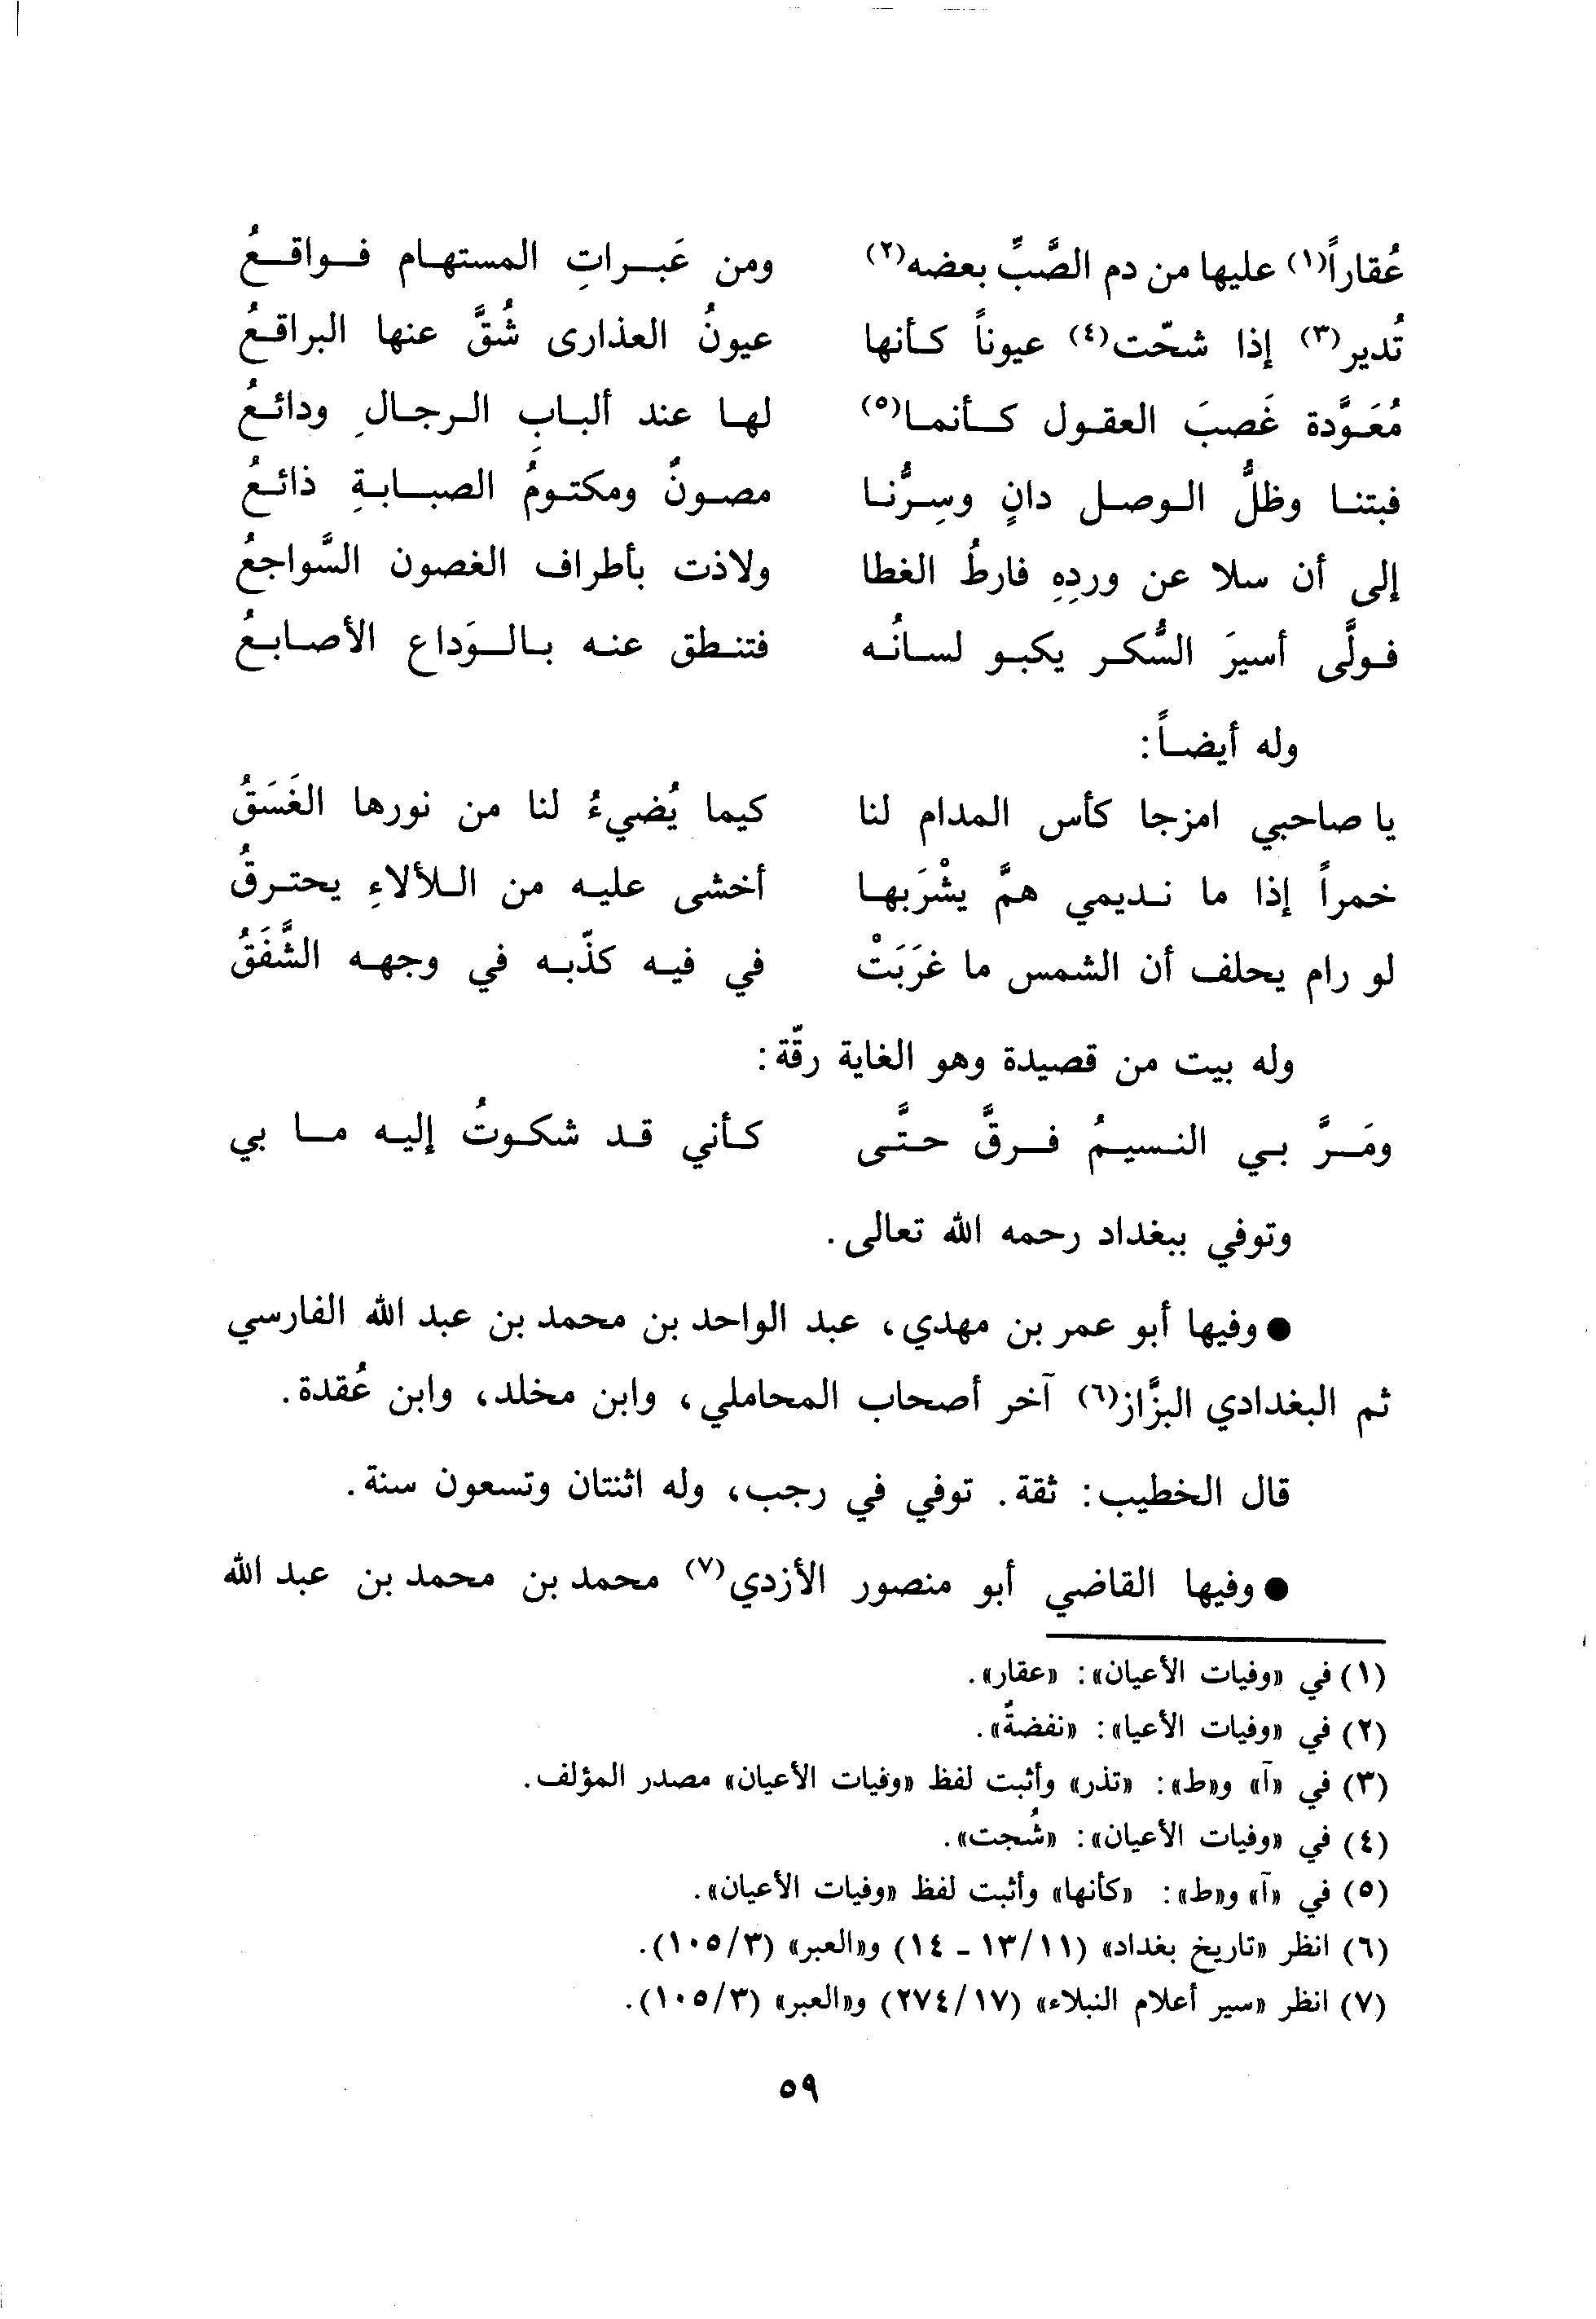 عُقاراً(١) عليها من دم الصَّبِّ بعضه(٢) ومن عَبـراتِ المستهـام فـواقـعُ
تُدير(٣) إذا شحّت(٤) عيوناً كـأنها عيونُ العذارى شُقَّ عنها البراقـعُ
مُعَـوَّدة غَصبَ العقـول كـأنمـا(٥) لهـا عند ألبـابِ الـرجـالِ ودائـعُ
فبتنـا وظلُّ الـوصـل دانٍ وسِـرُّنـا مصـونٌ ومكتـومُ الصبـابـةِ ذائـعُ
إلى أن سلا عن وردِهِ فارطُ الغطا ولاذت بأطراف الغصون السَّواجعُ
فـولَّى أسيرَ السُّكـر يكبـو لسـانُـه فتنـطق عنـه بـالـوَداع الأصـابـعُ
وله أيضـاً:
يا صاحبي امزجا كأس المدام لنا كيما يُضيءُ لنا من نورها الغَسَقُ
خمراً إذا ما نـديمي همَّ يشْرَبهـا أخشى عليـه من الـلألاءِ يحتـرقُ
لو رام يحلف أن الشمس ما غرَبَتْ في فيـه كذّبـه في وجهـه الشَّفَقُ
وله بيت من قصيدة وهو الغاية رقّة:
ومَـرَّ بـي النـسيـمُ فـرقَّ حـتَّـى كـأني قـد شكـوتُ إليـه مـا بي
وتوفي ببغداد رحمه الله تعالى.
● وفيها أبو عمر بن مهدي، عبد الواحد بن محمد بن عبد الله الفارسي
ثم البغدادي البزَّاز(٦) آخر أصحاب المحاملي، وابن مخلد، وابن عُقدة.
قال الخطيب: ثقة. توفي في رجب، وله اثنتان وتسعون سنة.
● وفيها القاضي أبو منصور الأزدي(٧) محمد بن محمد بن عبد الله
(١) في «وفيات الأعيان»: «عقار».
(٢) في «وفيات الأعيا»: «نفضةُ».
(٣) في «آ» و«ط»: «تذر» وأثبت لفظ «وفيات الأعيان» مصدر المؤلف.
(٤) في «وفيات الأعيان»: «شُجت».
(٥) في «آ» و«ط»: «كأنها» وأثبت لفظ «وفيات الأعيان».
(٦) انظر «تاريخ بغداد» (١١/١٣ - ١٤) و«العبر» (٣/١٠٥).
(٧) انظر «سير أعلام النبلاء» (١٧/٢٧٤) و«العبر» (٣/١٠٥).
٥٩